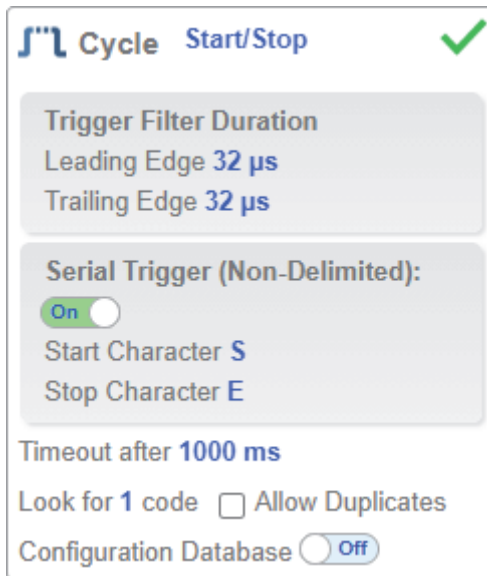 Cycle Start/Stop
Trigger Filter Duration
Leading Edge 32 µs
Trailing Edge 32 µs
Serial Trigger (Non-Delimited):
On
Start Character S
Stop Character E
Timeout after 1000 ms
Look for 1 code Allow Duplicates
Configuration Database Off